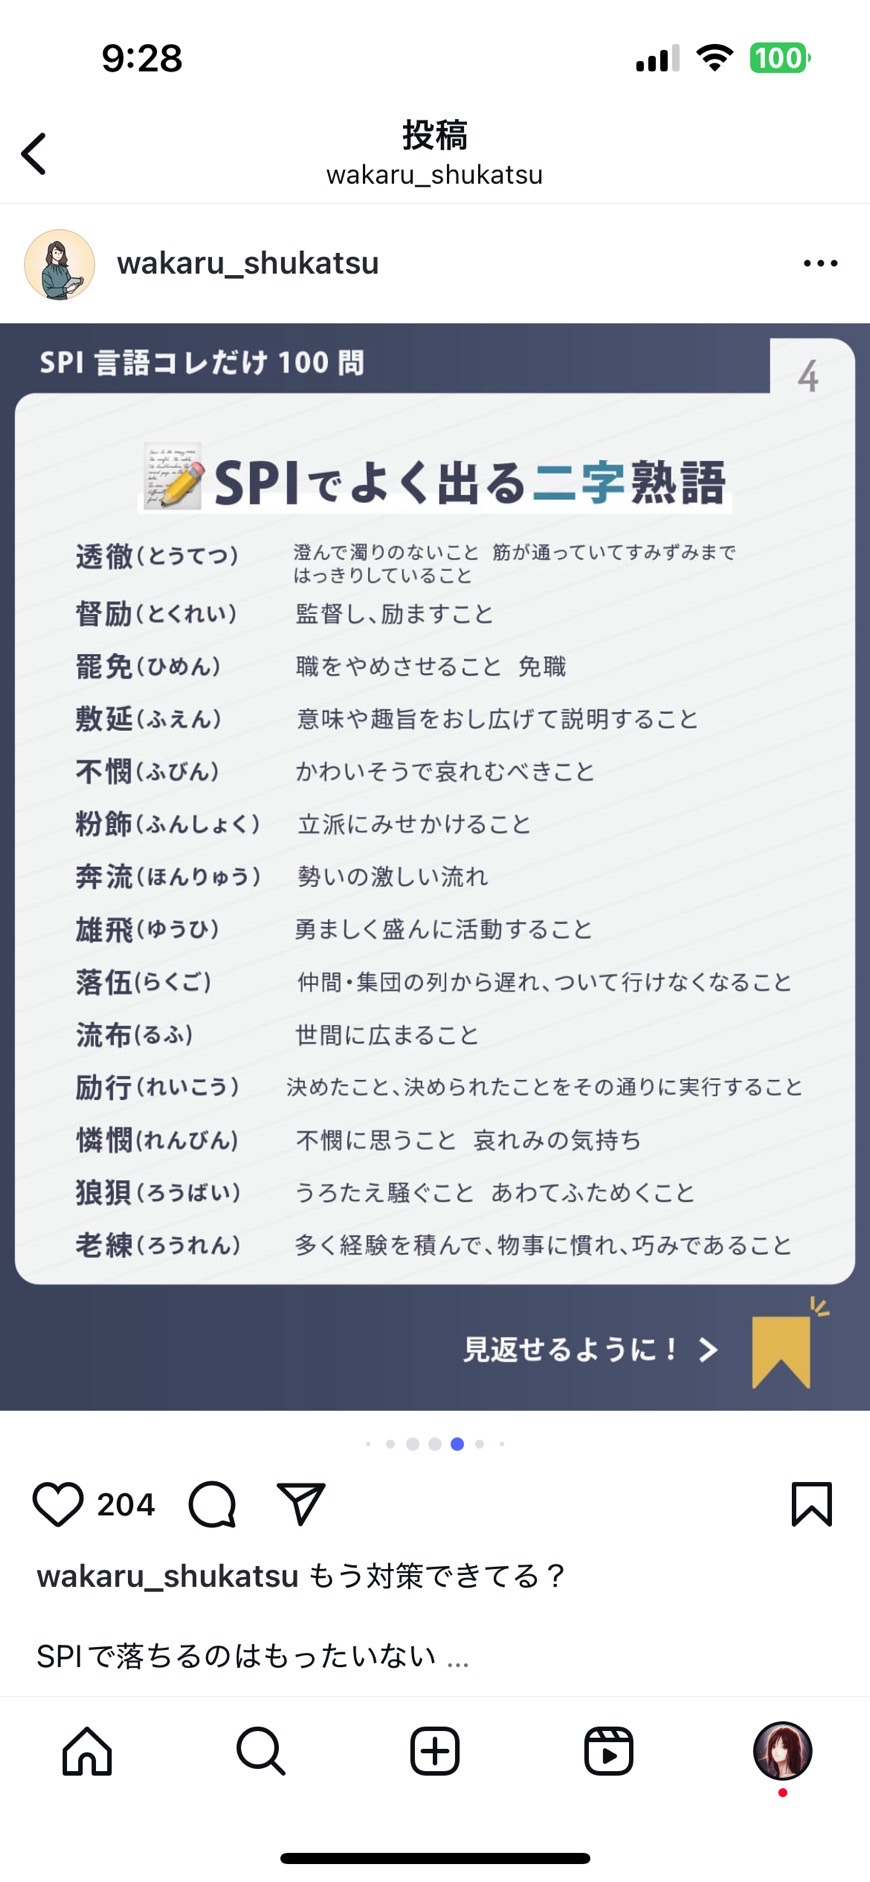 9:28
100
投稿
wakaru_shukatsu
wakaru_shukatsu
SPI 言語コレだけ 100 問
4
SPIでよく出る二字熟語
透徹(とうてつ) 澄んで濁りのないこと 筋が通っていてすみずみまで
はっきりしていること
督励(とくれい) 監督し、励ますこと
罷免(ひめん) 職をやめさせること 免職
敷延(ふえん) 意味や趣旨をおし広げて説明すること
不憫(ふびん) かわいそうで哀れむべきこと
粉飾(ふんしょく) 立派にみせかけること
奔流(ほんりゅう) 勢いの激しい流れ
雄飛(ゆうひ) 勇ましく盛んに活動すること
落伍(らくご) 仲間・集団の列から遅れ、ついて行けなくなること
流布(るふ) 世間に広まること
励行(れいこう) 決めたこと、決められたことをその通りに実行すること
憐憫(れんびん) 不憫に思うこと 哀れみの気持ち
狼狽(ろうばい) うろたえ騒ぐこと あわてふためくこと
老練(ろうれん) 多く経験を積んで、物事に慣れ、巧みであること
見返せるように！
204
wakaru_shukatsu もう対策できてる？
SPIで落ちるのはもったいない ...